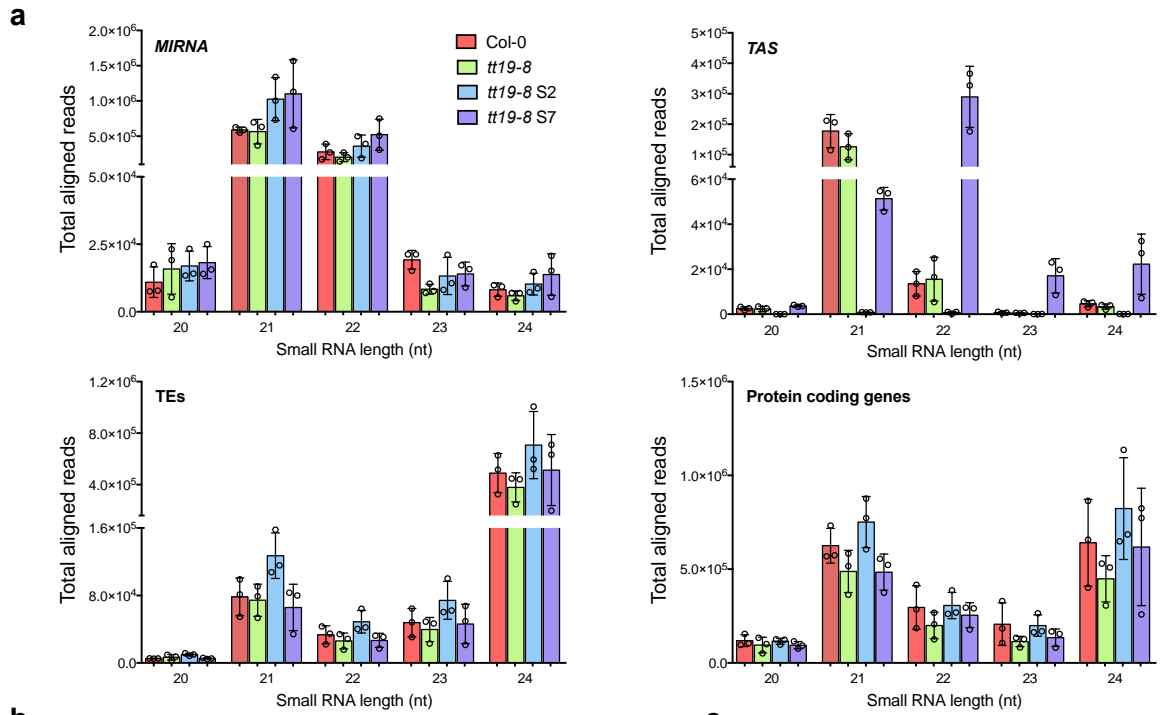 a
MIRNA
Total aligned reads
2.0×10⁶
1.5×10⁶
1.0×10⁶
5.0×10⁵
5.0×10⁴
2.5×10⁴
0.0
20 21 22 23 24
Small RNA length (nt)
Col-0
tt19-8
tt19-8 S2
tt19-8 S7
TAS
Total aligned reads
5×10⁵
4×10⁵
3×10⁵
2×10⁵
1×10⁵
6×10⁴
4×10⁴
2×10⁴
0
20 21 22 23 24
Small RNA length (nt)
TEs
Total aligned reads
1.2×10⁶
8.0×10⁵
4.0×10⁵
1.6×10⁵
8.0×10⁴
0.0
20 21 22 23 24
Small RNA length (nt)
Protein coding genes
Total aligned reads
1.5×10⁶
1.0×10⁶
5.0×10⁵
0.0
20 21 22 23 24
Small RNA length (nt)